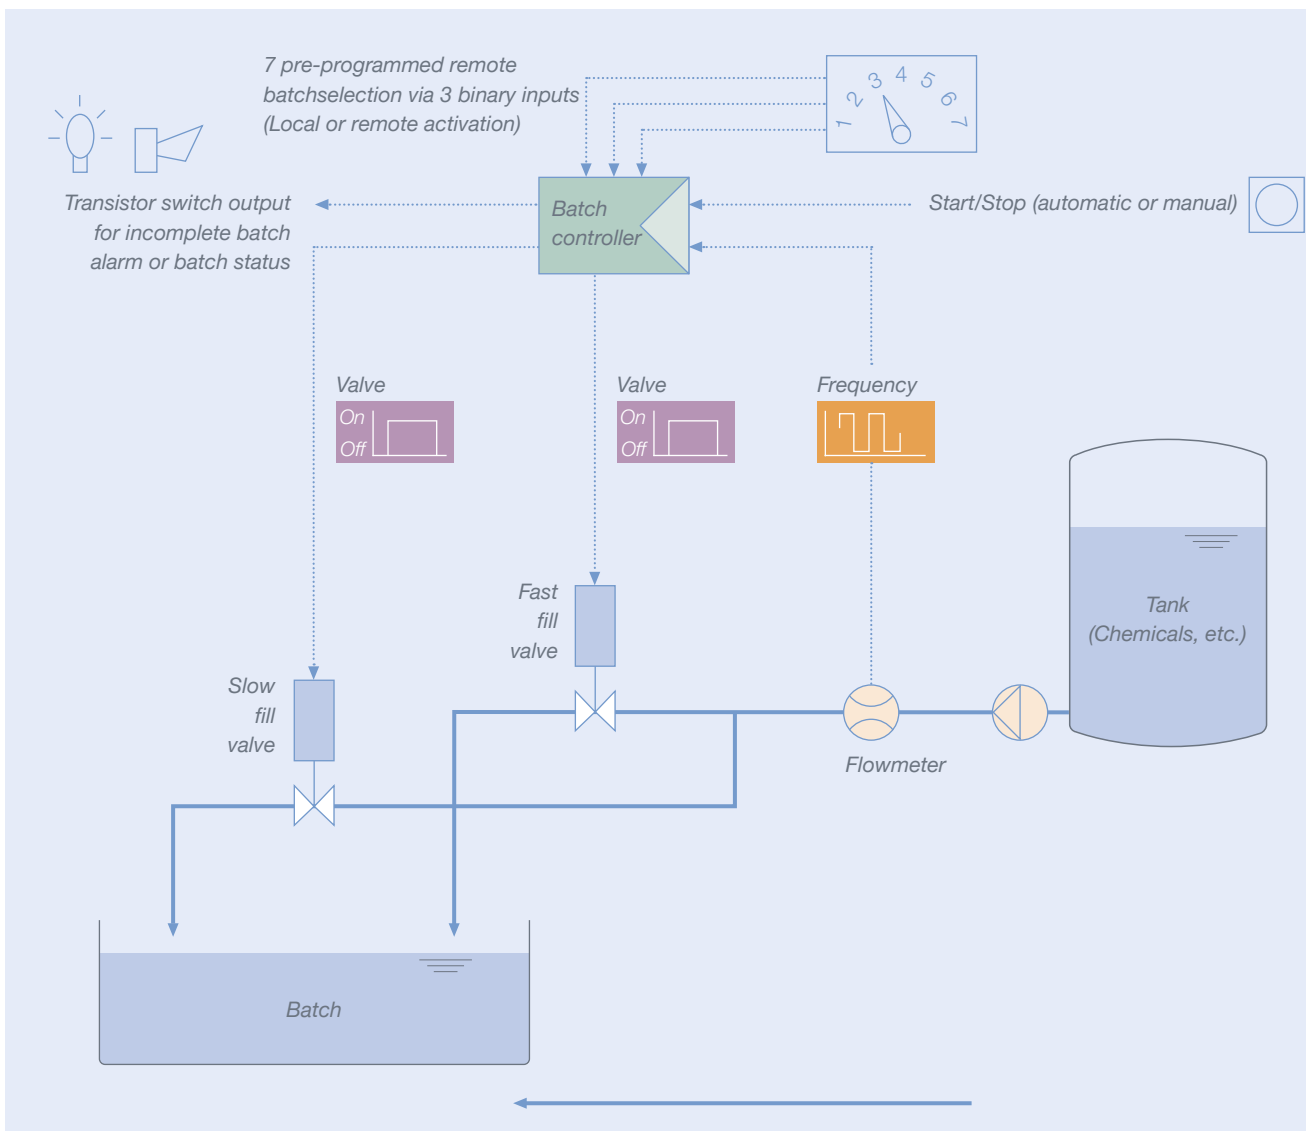 7 pre-programmed remote
batchselection via 3 binary inputs
(Local or remote activation)
1 2 3 4 5 6 7
Transistor switch output
for incomplete batch
alarm or batch status
Batch
controller
Start/Stop (automatic or manual)
Valve
On
Off
Valve
On
Off
Frequency
Fast
fill
valve
Tank
(Chemicals, etc.)
Slow
fill
valve
Flowmeter
Batch